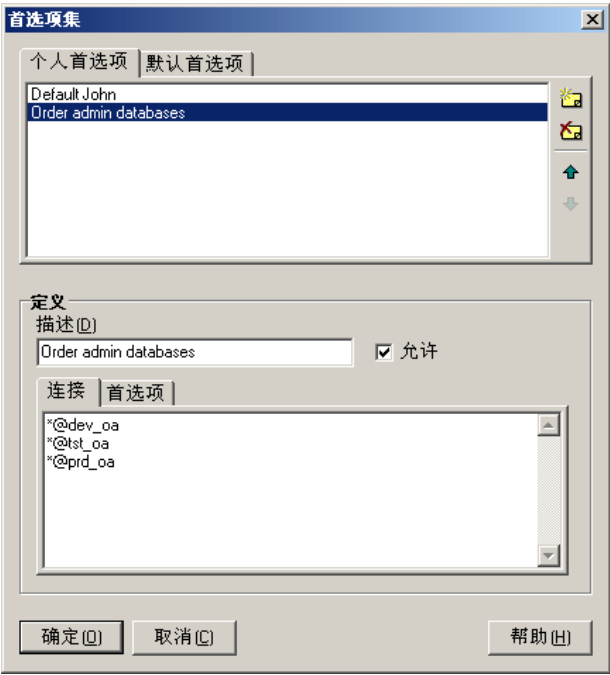 首选项集
个人首选项 默认首选项
Default John
Order admin databases
定义
描述(D)
Order admin databases 允许
连接 首选项
*@dev_oa
*@tst_oa
*@prd_oa
确定(O) 取消(C) 帮助(H)